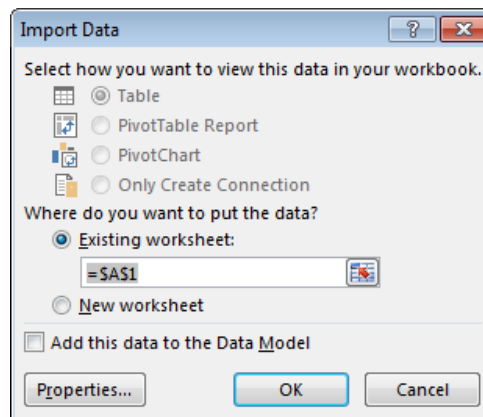 Import Data
Select how you want to view this data in your workbook.
Table
PivotTable Report
PivotChart
Only Create Connection
Where do you want to put the data?
Existing worksheet:
=$A$1
New worksheet
Add this data to the Data Model
Properties... OK Cancel